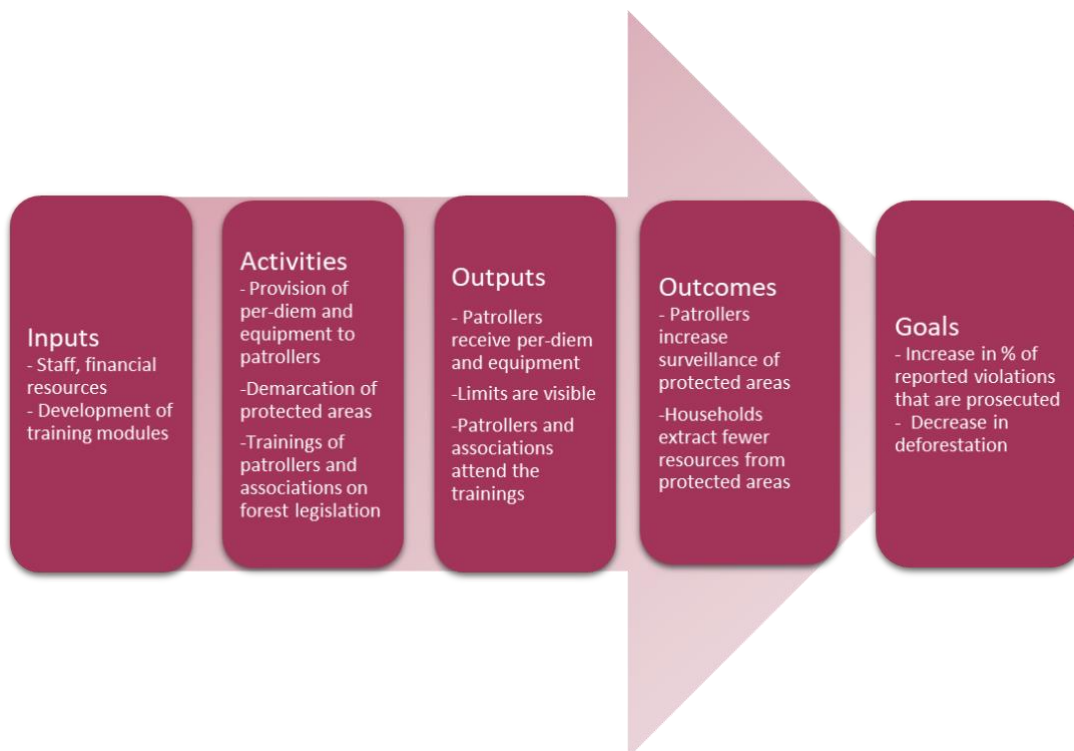 Inputs
- Staff, financial
resources
- Development of
training modules
Activities
- Provision of
per-diem and
equipment to
patrollers
-Demarcation of
protected areas
-Trainings of
patrollers and
associations on
forest legislation
Outputs
- Patrollers
receive per-diem
and equipment
-Limits are visible
-Patrollers and
associations
attend the
trainings
Outcomes
- Patrollers
increase
surveillance of
protected areas
-Households
extract fewer
resources from
protected areas
Goals
- Increase in % of
reported violations
that are prosecuted
- Decrease in
deforestation